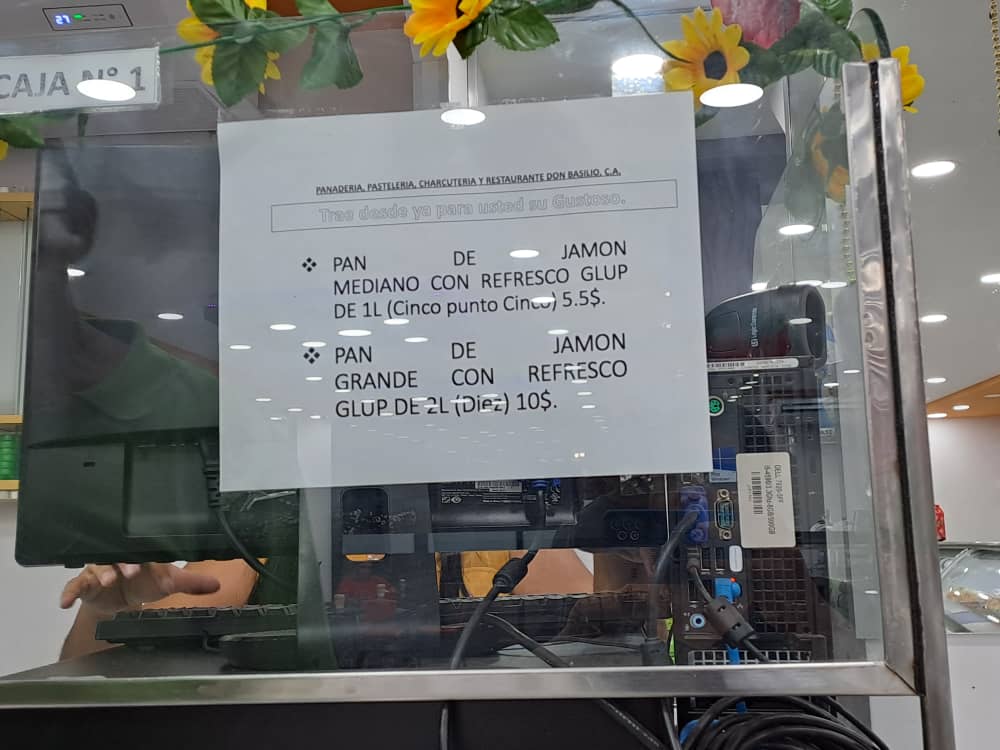 27
CAJA N° 1
PANADERIA, PASTELERIA, CHARCUTERIA Y RESTAURANTE DON BASILIO, C.A.
Trae desde ya para usted su Gustoso.
❖ PAN DE JAMON
MEDIANO CON REFRESCO GLUP
DE 1L (Cinco punto Cinco) 5.5$.
❖ PAN DE JAMON
GRANDE CON REFRESCO
GLUP DE 2L (Diez) 10$.